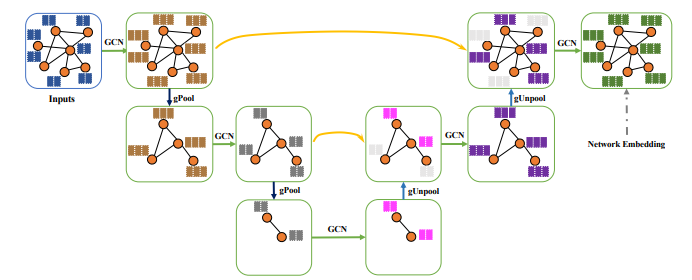 GCN
GCN
Inputs
gPool
gUnpool
GCN
GCN
Network Embedding
gPool
gUnpool
GCN